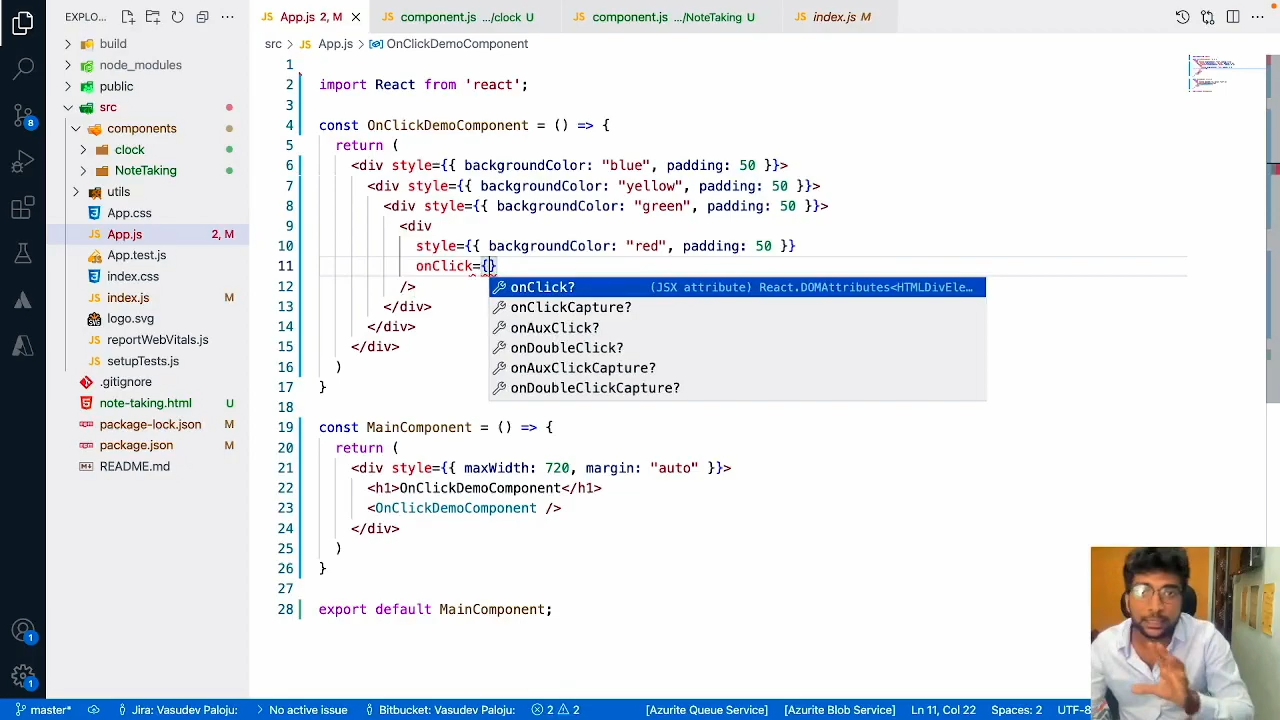 EXPLO...
App.js 2, M
component.js .../clock U
component.js .../NoteTaking U
index.js M
src > App.js > OnClickDemoComponent
build
node_modules
public
src
components
clock
NoteTaking
utils
App.css
App.js 2, M
App.test.js
index.css
index.js M
logo.svg
reportWebVitals.js
setupTests.js
.gitignore
note-taking.html U
package-lock.json M
package.json M
README.md
8
1
1
1
2 import React from 'react';
3
4 const OnClickDemoComponent = () => {
5 return (
6 <div style={{ backgroundColor: "blue", padding: 50 }}>
7 <div style={{ backgroundColor: "yellow", padding: 50 }}>
8 <div style={{ backgroundColor: "green", padding: 50 }}>
9 <div
10 style={{ backgroundColor: "red", padding: 50 }}
11 onClick={}
12 />
13 </div>
14 </div>
15 </div>
16 )
17 }
18
19 const MainComponent = () => {
20 return (
21 <div style={{ maxWidth: 720, margin: "auto" }}>
22 <h1>OnClickDemoComponent</h1>
23 <OnClickDemoComponent />
24 </div>
25 )
26 }
27
28 export default MainComponent;
onClick? (JSX attribute) React.DOMAttributes<HTMLDivEle...
onClickCapture?
onAuxClick?
onDoubleClick?
onAuxClickCapture?
onDoubleClickCapture?
master* Jira: Vasudev Paloju: No active issue Bitbucket: Vasudev Paloju: 2 2 [Azurite Queue Service] [Azurite Blob Service] Ln 11, Col 22 Spaces: 2 UTF-8